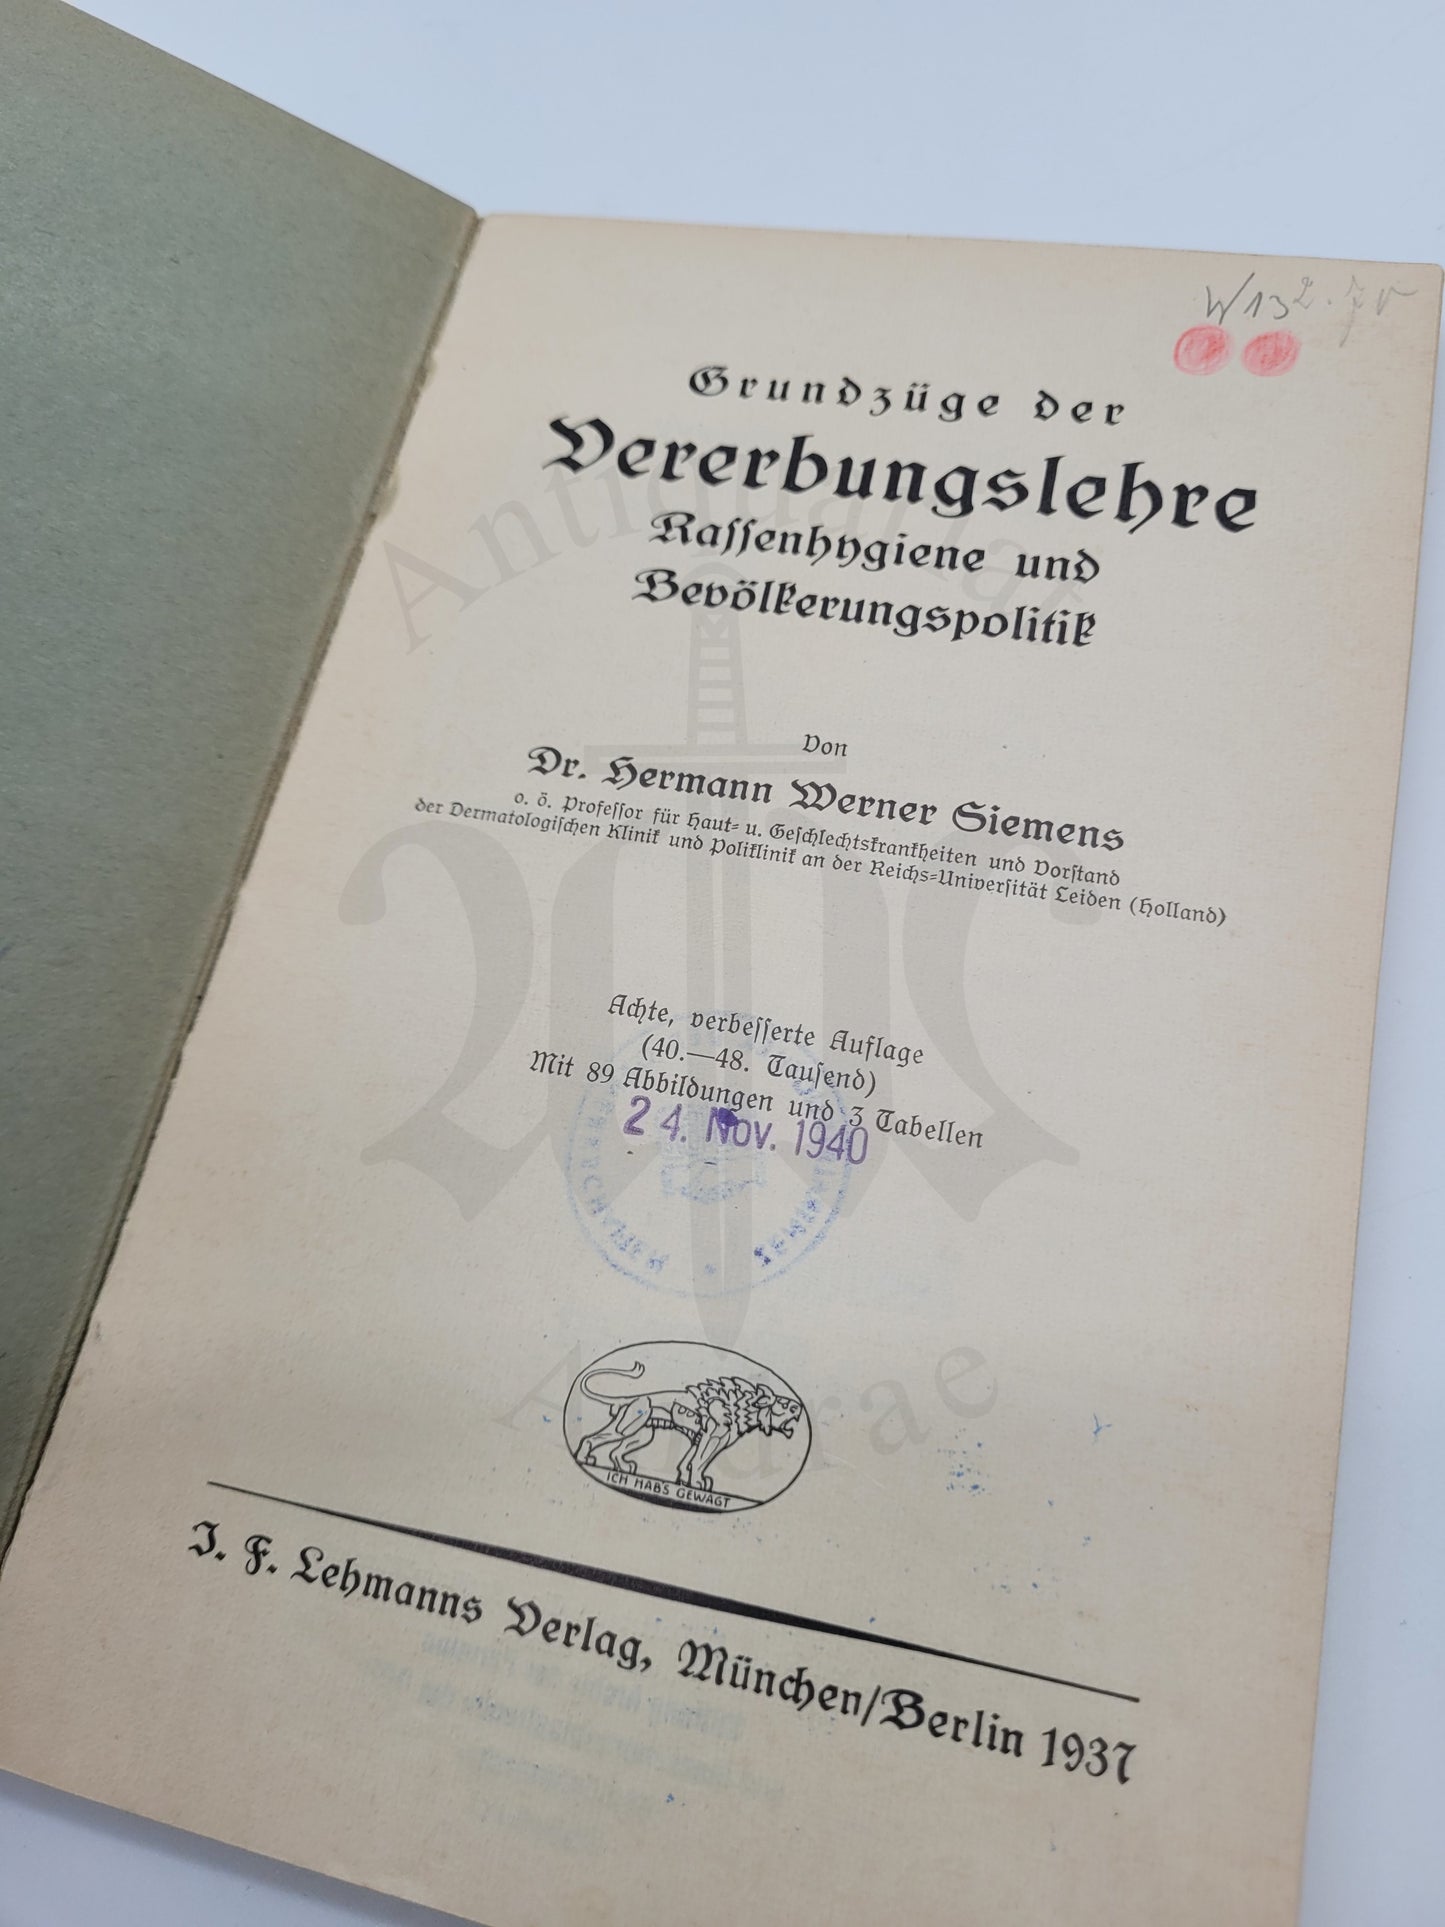 W 132.
Grundzüge der
Vererbungslehre
Rassenhygiene und
Bevölkerungspolitik
Von
Dr. Hermann Werner Siemens
o. ö. Professor für Haut- u. Geschlechtskrankheiten und Vorstand
der Dermatologischen Klinik und Poliklinik an der Reichs-Universität Leiden (Holland)
Achte, verbesserte Auflage
(40.—48. Tausend)
Mit 89 Abbildungen und 3 Tabellen
24. Nov. 1940
ICH HABS GEWAGT
J. F. Lehmanns Verlag, München/Berlin 1937
Antiquariat